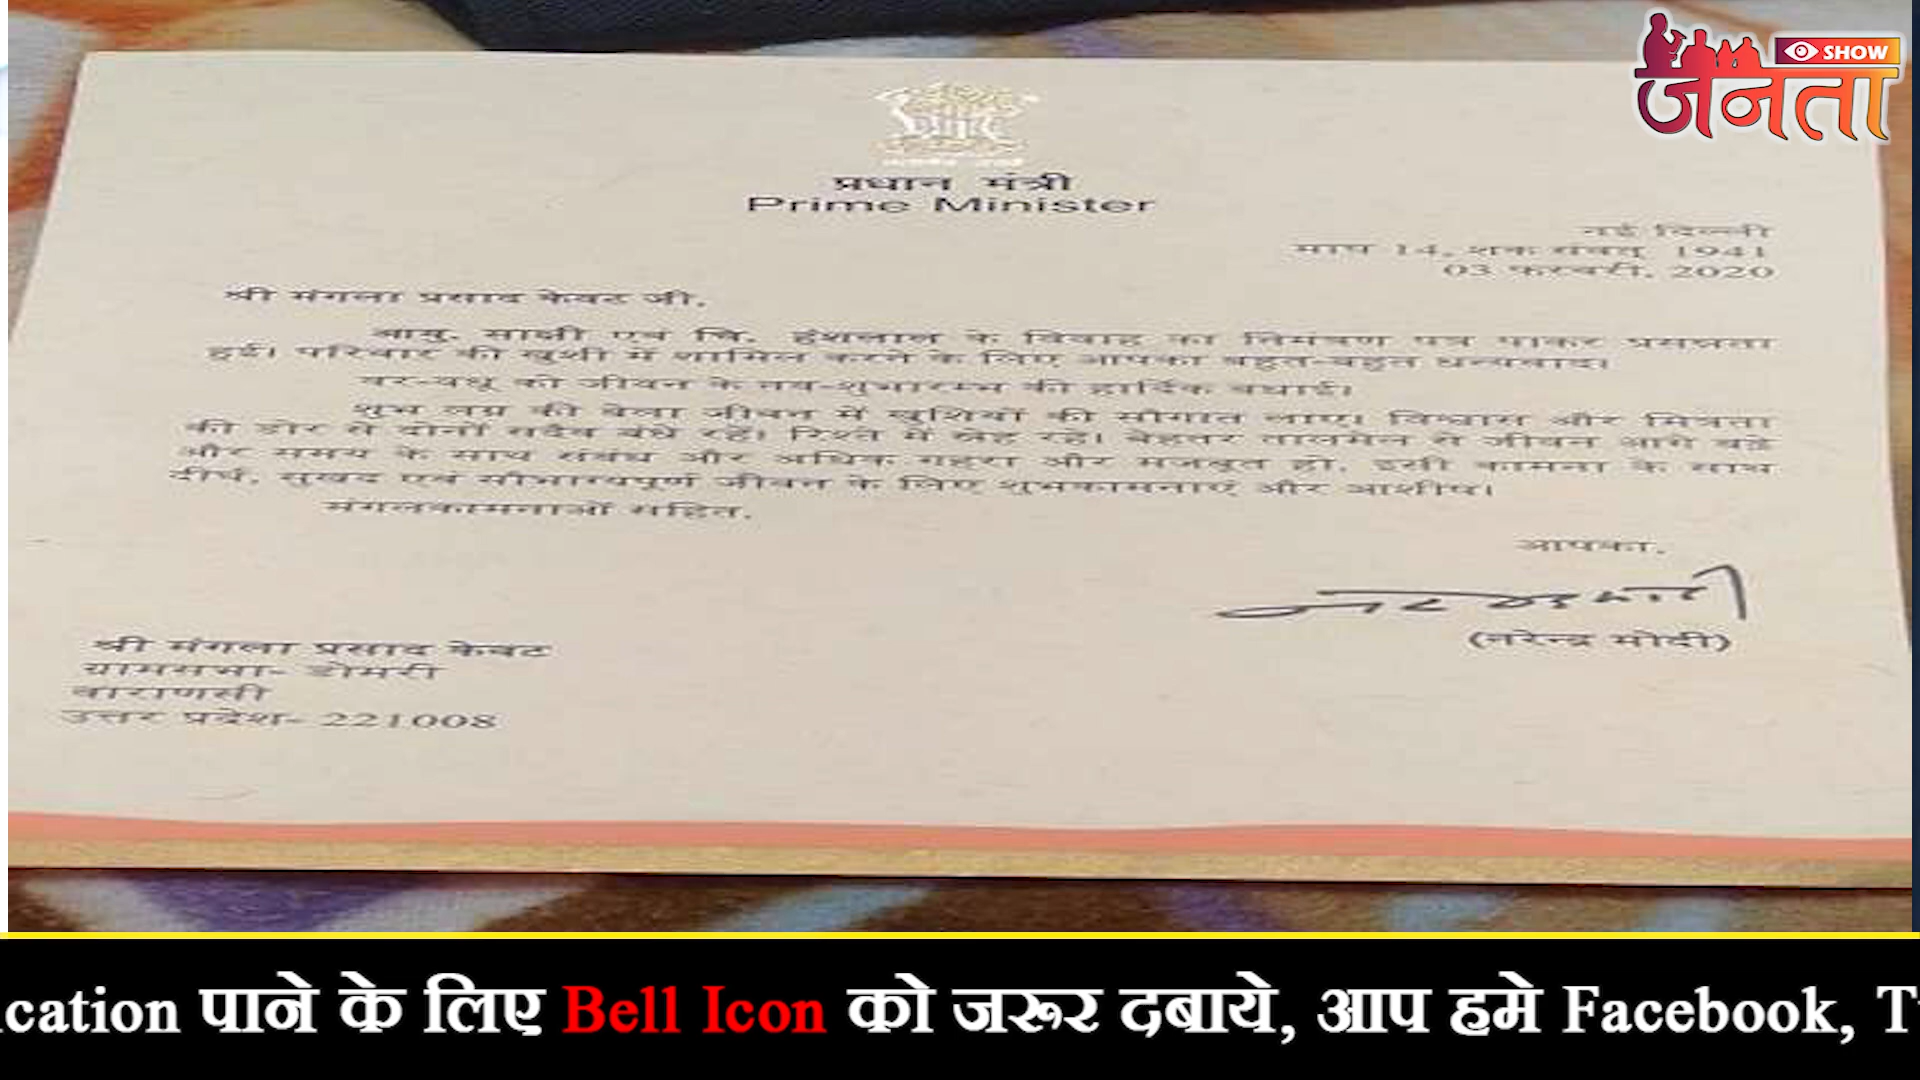 SHOW
जनता
प्रधान मंत्री
Prime Minister
नई दिल्ली
माघ 14, शक संवत् 1941
03 फरवरी, 2020
श्री मंगला प्रसाद केवट जी,
आयु. साक्षी एवं चि. हंशलाल के विवाह का निमंत्रण पत्र पाकर प्रसन्नता
हुई। परिवार की खुशी में शामिल करने के लिए आपका बहुत-बहुत धन्यवाद।
वर-वधू को जीवन के नव-शुभारम्भ की हार्दिक बधाई।
शुभ लग्न की बेला जीवन में खुशियों की सौगात लाए। विश्वास और मित्रता
की डोर से दोनों सदैव बंधे रहें। रिश्ते में स्नेह रहे। बेहतर तालमेल से जीवन आगे बढ़े
और समय के साथ संबंध और अधिक गहरा और मजबूत हो, इसी कामना के साथ
दीर्घ, सुखद एवं सौभाग्यपूर्ण जीवन के लिए शुभकामनाएं और आशीष।
मंगलकामनाओं सहित,
आपका,
(नरेन्द्र मोदी)
श्री मंगला प्रसाद केवट
ग्रामसभा- डोमरी
वाराणसी
उत्तर प्रदेश- 221008
ication पाने के लिए Bell Icon को जरूर दबाये, आप हमे Facebook, T